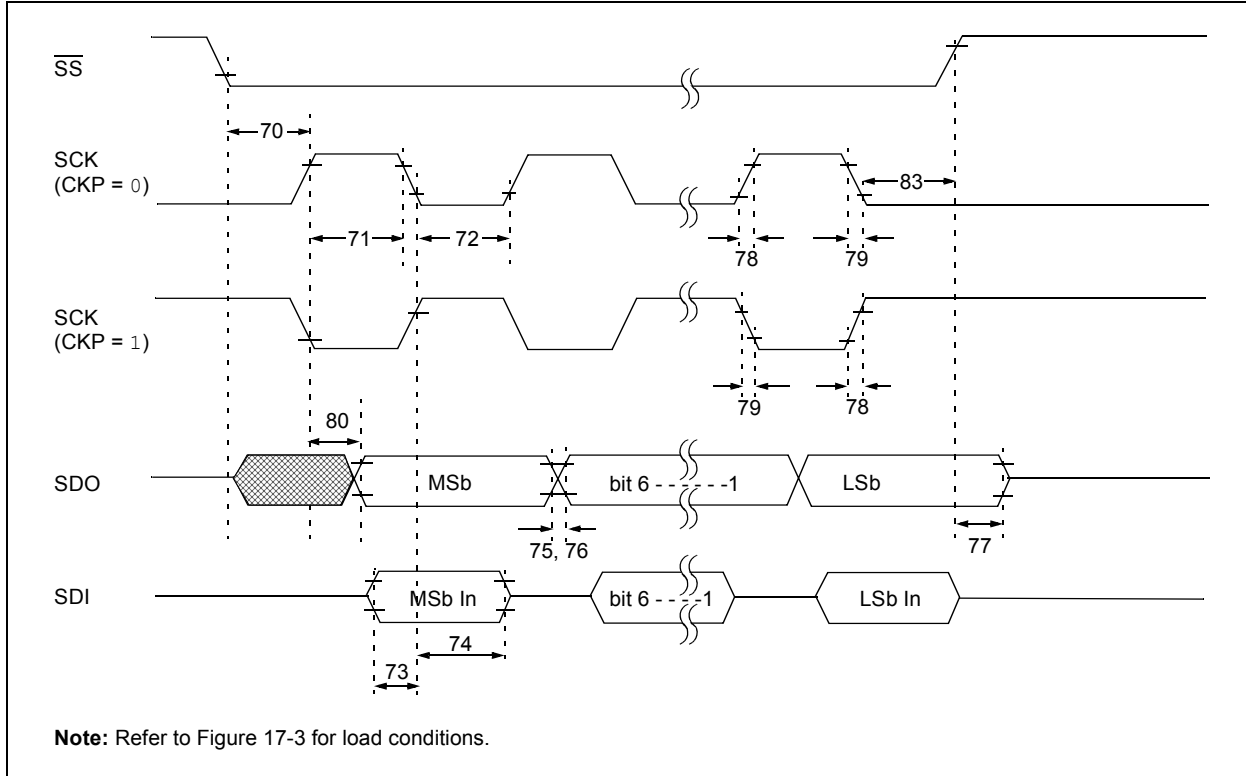 SS
70
SCK
(CKP = 0)
83
71
72
78
79
SCK
(CKP = 1)
79
78
80
SDO
MSb
bit 6 - - - - - - -1
LSb
75, 76
77
SDI
MSb In
bit 6 - - - - -1
LSb In
74
73
Note: Refer to Figure 17-3 for load conditions.